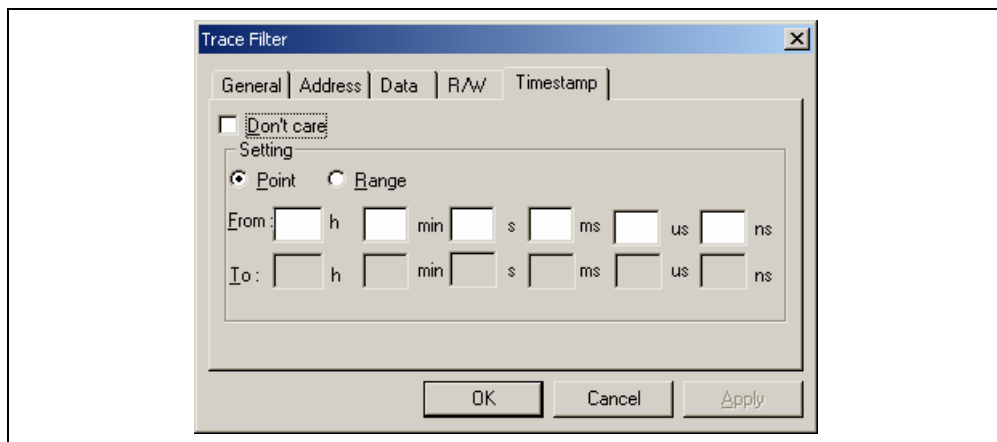 Trace Filter
General Address Data R/W Timestamp
Don't care
Setting
Point Range
From : h min s ms us ns
To : h min s ms us ns
OK Cancel Apply